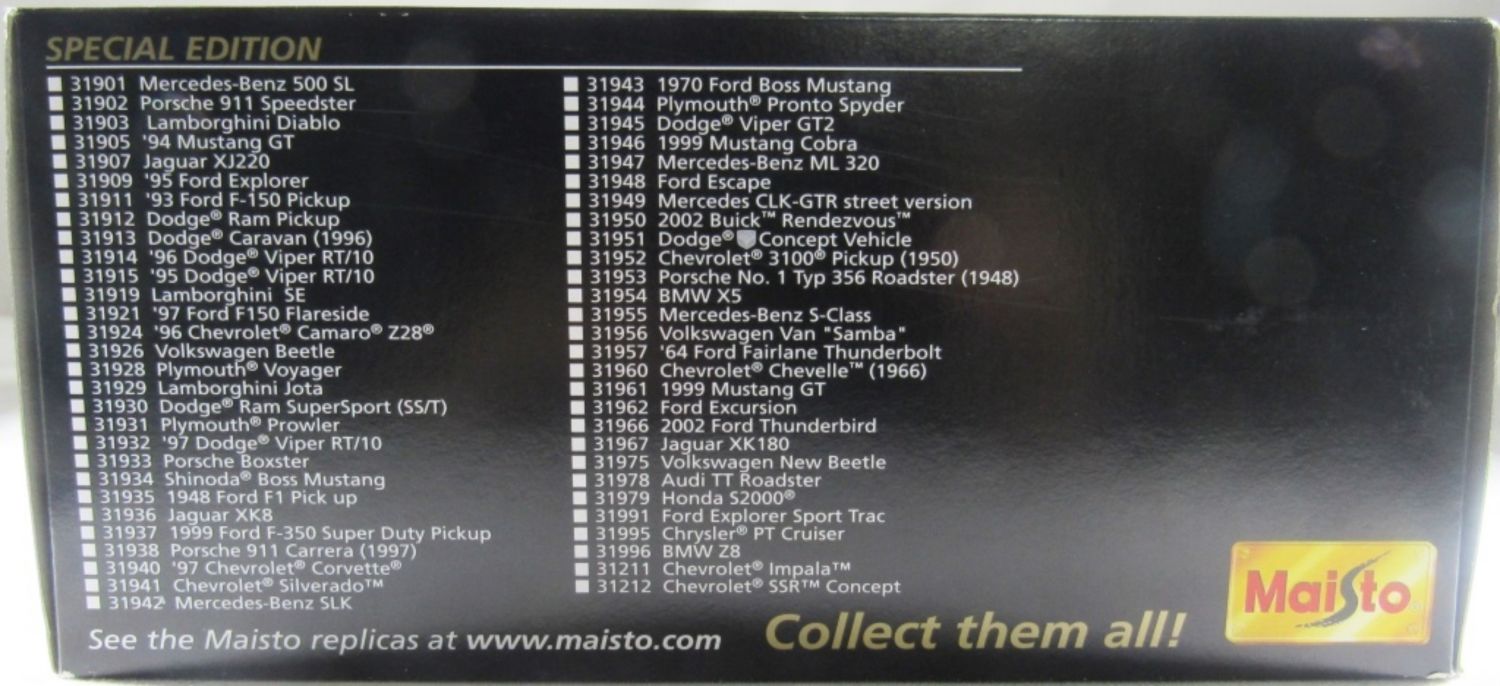 SPECIAL EDITION
31901 Mercedes-Benz 500 SL
31902 Porsche 911 Speedster
31903 Lamborghini Diablo
31905 '94 Mustang GT
31907 Jaguar XJ220
31909 '95 Ford Explorer
31911 '93 Ford F-150 Pickup
31912 Dodge® Ram Pickup
31913 Dodge® Caravan (1996)
31914 '96 Dodge® Viper RT/10
31915 '95 Dodge® Viper RT/10
31919 Lamborghini SE
31921 '97 Ford F150 Flareside
31924 '96 Chevrolet® Camaro® Z28®
31926 Volkswagen Beetle
31928 Plymouth® Voyager
31929 Lamborghini Jota
31930 Dodge® Ram SuperSport (SS/T)
31931 Plymouth® Prowler
31932 '97 Dodge® Viper RT/10
31933 Porsche Boxster
31934 Shinoda® Boss Mustang
31935 1948 Ford F1 Pick up
31936 Jaguar XK8
31937 1999 Ford F-350 Super Duty Pickup
31938 Porsche 911 Carrera (1997)
31940 '97 Chevrolet® Corvette®
31941 Chevrolet® Silverado™
31942 Mercedes-Benz SLK
31943 1970 Ford Boss Mustang
31944 Plymouth® Pronto Spyder
31945 Dodge® Viper GT2
31946 1999 Mustang Cobra
31947 Mercedes-Benz ML 320
31948 Ford Escape
31949 Mercedes CLK-GTR street version
31950 2002 Buick™ Rendezvous™
31951 Dodge® Concept Vehicle
31952 Chevrolet® 3100® Pickup (1950)
31953 Porsche No. 1 Typ 356 Roadster (1948)
31954 BMW X5
31955 Mercedes-Benz S-Class
31956 Volkswagen Van "Samba"
31957 '64 Ford Fairlane Thunderbolt
31960 Chevrolet® Chevelle™ (1966)
31961 1999 Mustang GT
31962 Ford Excursion
31966 2002 Ford Thunderbird
31967 Jaguar XK180
31975 Volkswagen New Beetle
31978 Audi TT Roadster
31979 Honda S2000®
31991 Ford Explorer Sport Trac
31995 Chrysler® PT Cruiser
31996 BMW Z8
31211 Chevrolet® Impala™
31212 Chevrolet® SSR™ Concept
See the Maisto replicas at www.maisto.com
Collect them all!
Maisto